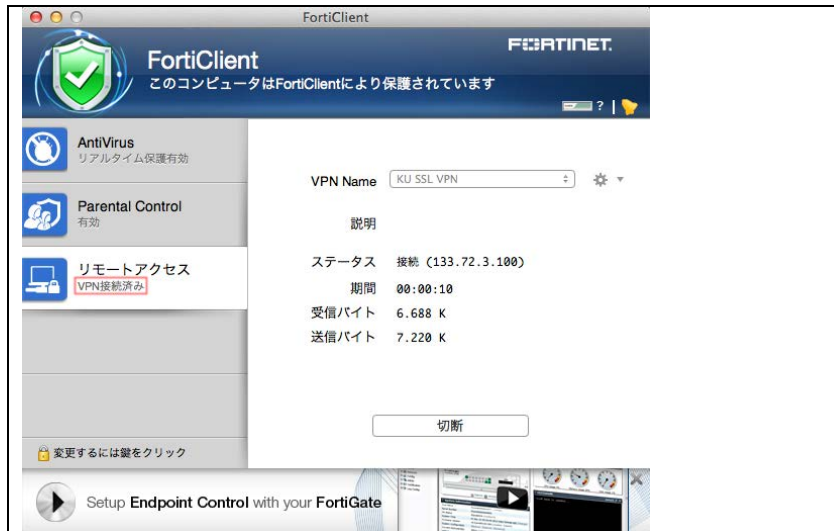 FortiClient
FORTINET.
FortiClient
このコンピュータはFortiClientにより保護されています
? |
AntiVirus
リアルタイム保護有効
Parental Control
有効
リモートアクセス
VPN接続済み
VPN Name KU SSL VPN
説明
ステータス 接続 (133.72.3.100)
期間 00:00:10
受信バイト 6.688 K
送信バイト 7.220 K
切断
変更するには鍵をクリック
Setup Endpoint Control with your FortiGate